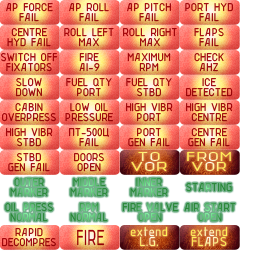 AP FORCE FAIL
AP ROLL FAIL
AP PITCH FAIL
PORT HYD FAIL
CENTRE HYD FAIL
ROLL LEFT MAX
ROLL RIGHT MAX
FLAPS FAIL
SWITCH OFF FIXATORS
FIRE AI-9
MAXIMUM RPM
CHECK AHZ
SLOW DOWN
FUEL QTY PORT
FUEL QTY STBD
ICE DETECTED
CABIN OVERPRESS
LOW OIL PRESSURE
HIGH VIBR PORT
HIGH VIBR CENTRE
HIGH VIBR STBD
ПТ-500Ц FAIL
PORT GEN FAIL
CENTRE GEN FAIL
STBD GEN FAIL
DOORS OPEN
TO VOR
FROM VOR
OUTER MARKER
MIDDLE MARKER
INNER MARKER
STARTING
OIL PRESS NORMAL
RPM NORMAL
FIRE VALVE OPEN
AIR START OPEN
RAPID DECOMPRES
FIRE
extend L.G.
extend FLAPS